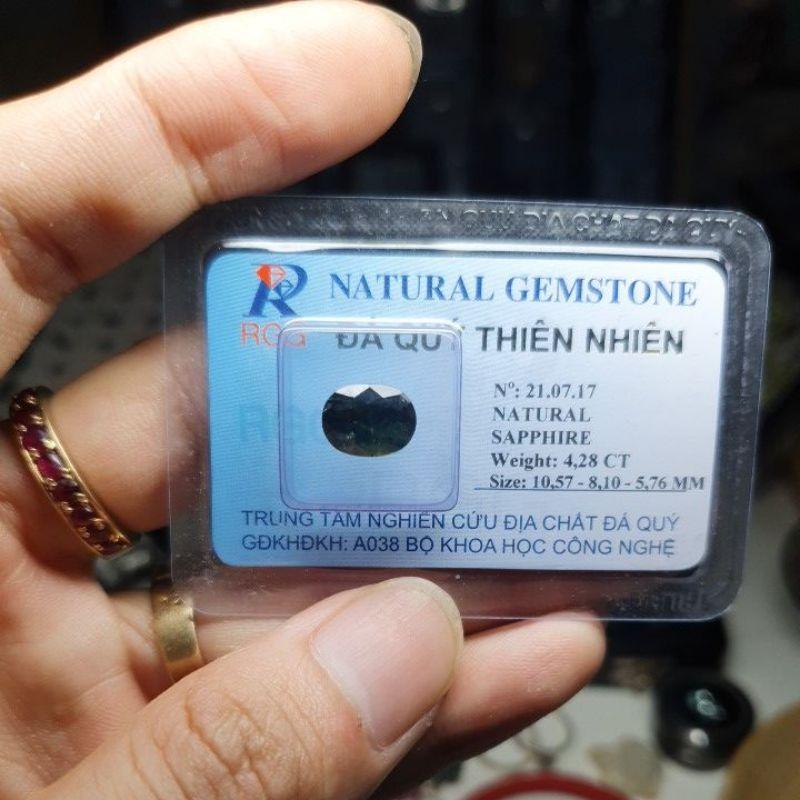 NATURAL GEMSTONE
RGG
ĐÁ QUÝ THIÊN NHIÊN
Nº: 21.07.17
NATURAL
SAPPHIRE
Weight: 4,28 CT
Size: 10,57 - 8,10 - 5,76 MM
TRUNG TÂM NGHIÊN CỨU ĐỊA CHẤT ĐÁ QUÝ
GĐKHĐKH: A038 BỘ KHOA HỌC CÔNG NGHỆ